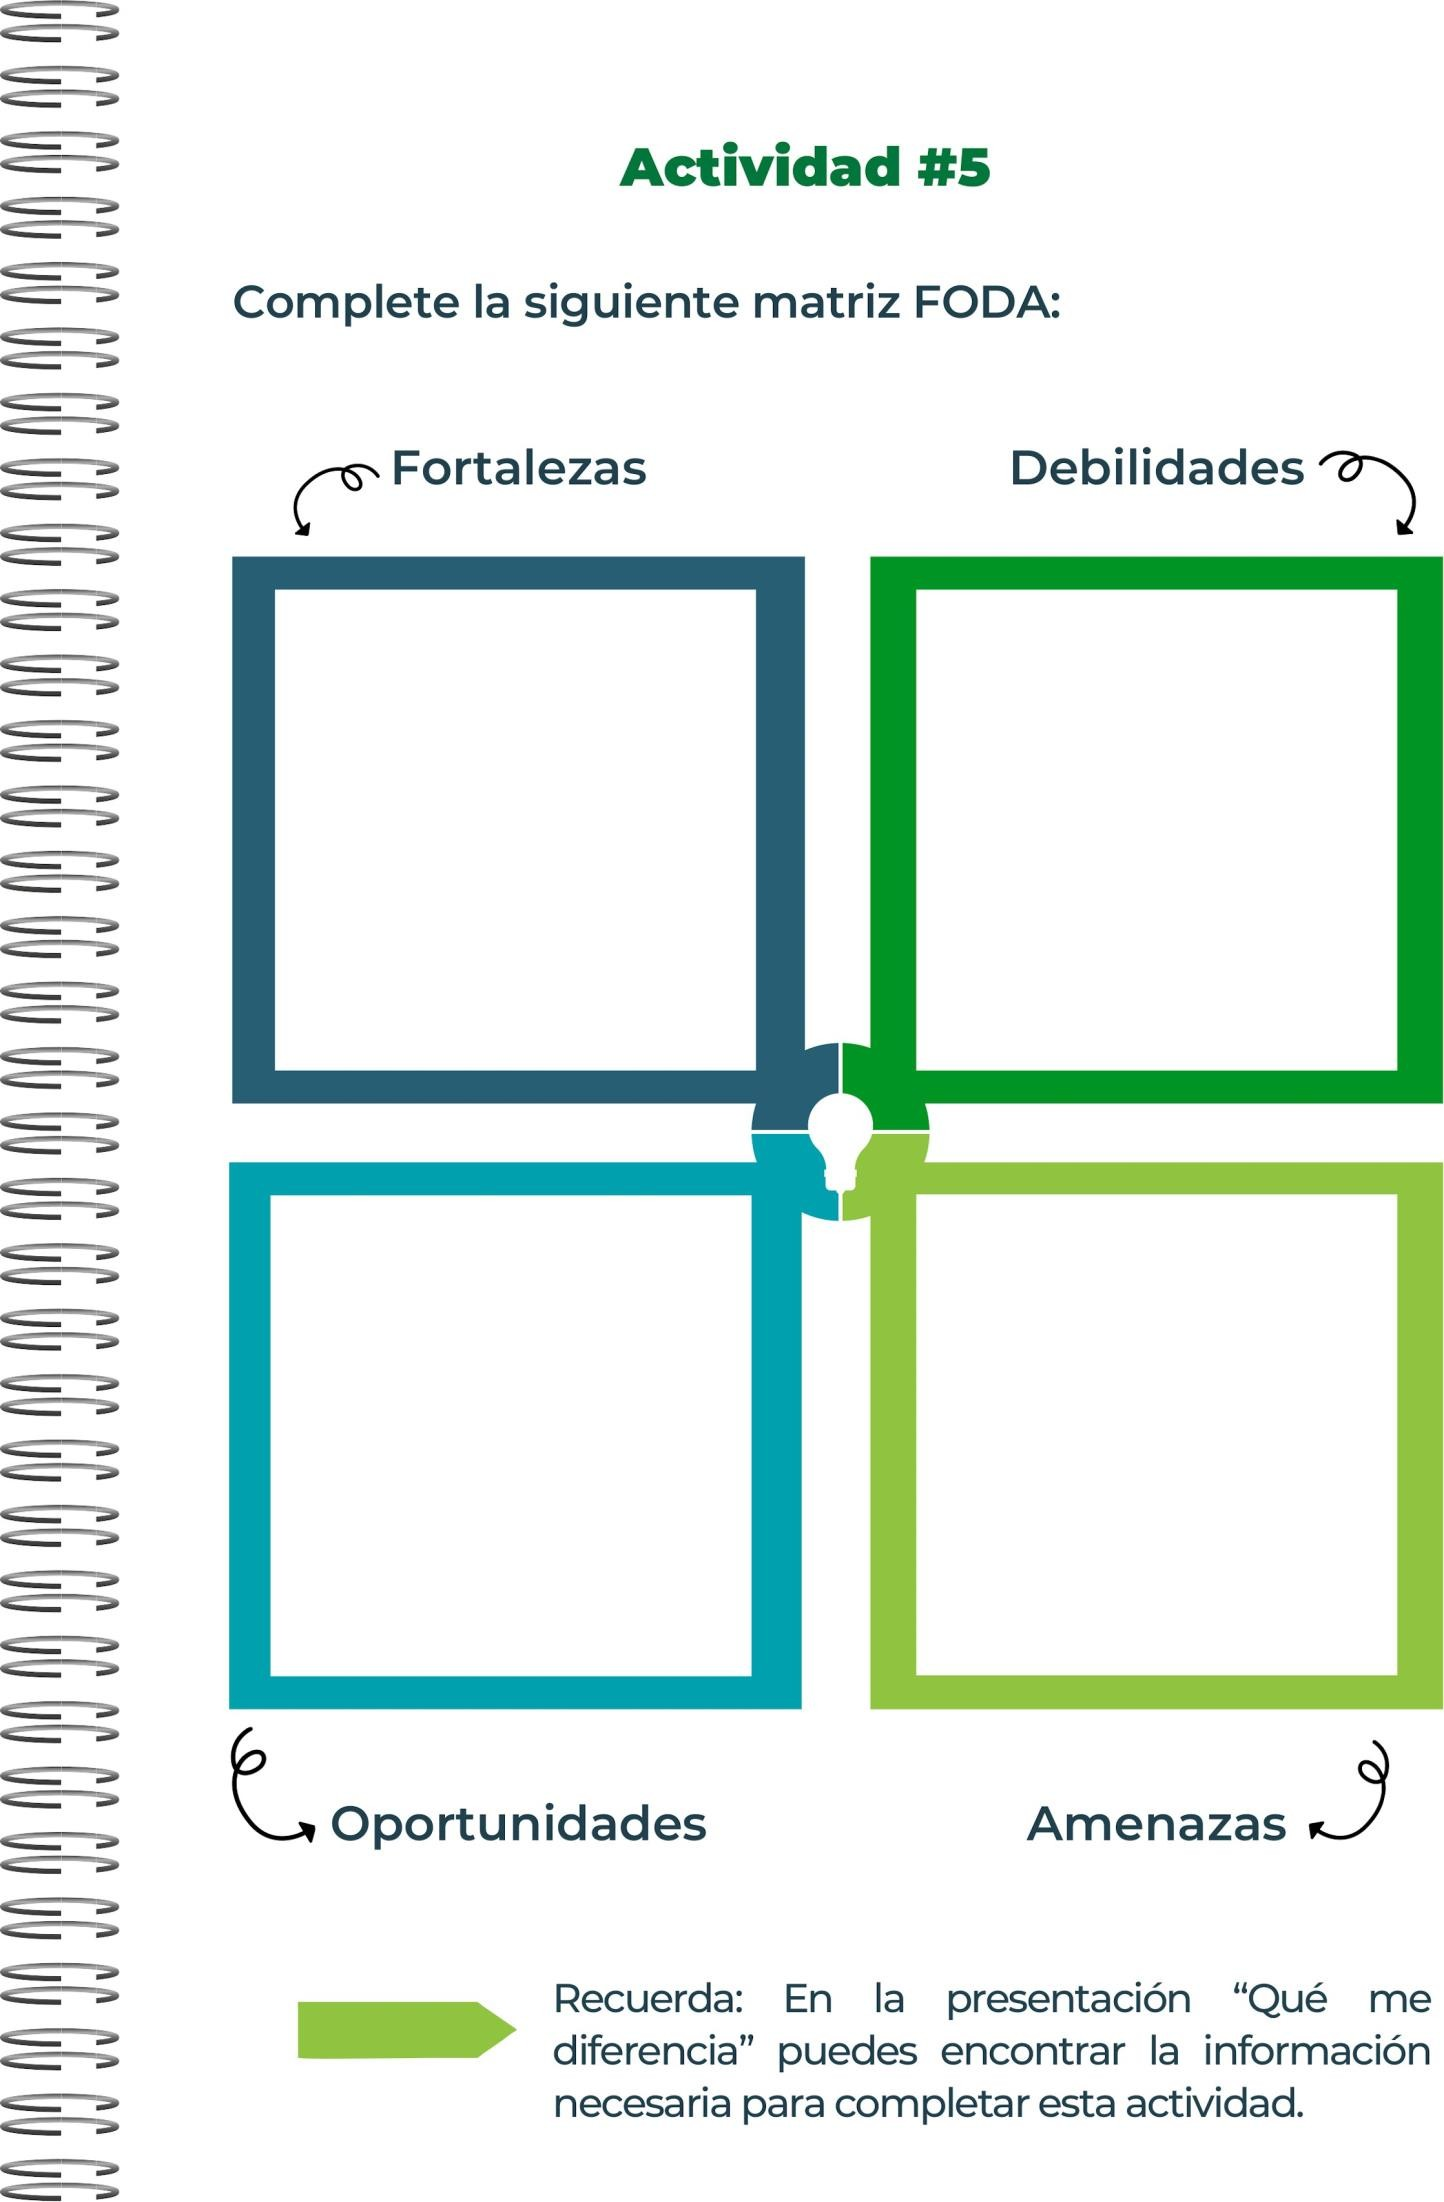 Actividad #5
Complete la siguiente matriz FODA:
Fortalezas
Debilidades
Oportunidades
Amenazas
Recuerda: En la presentación “Qué me
diferencia” puedes encontrar la información
necesaria para completar esta actividad.